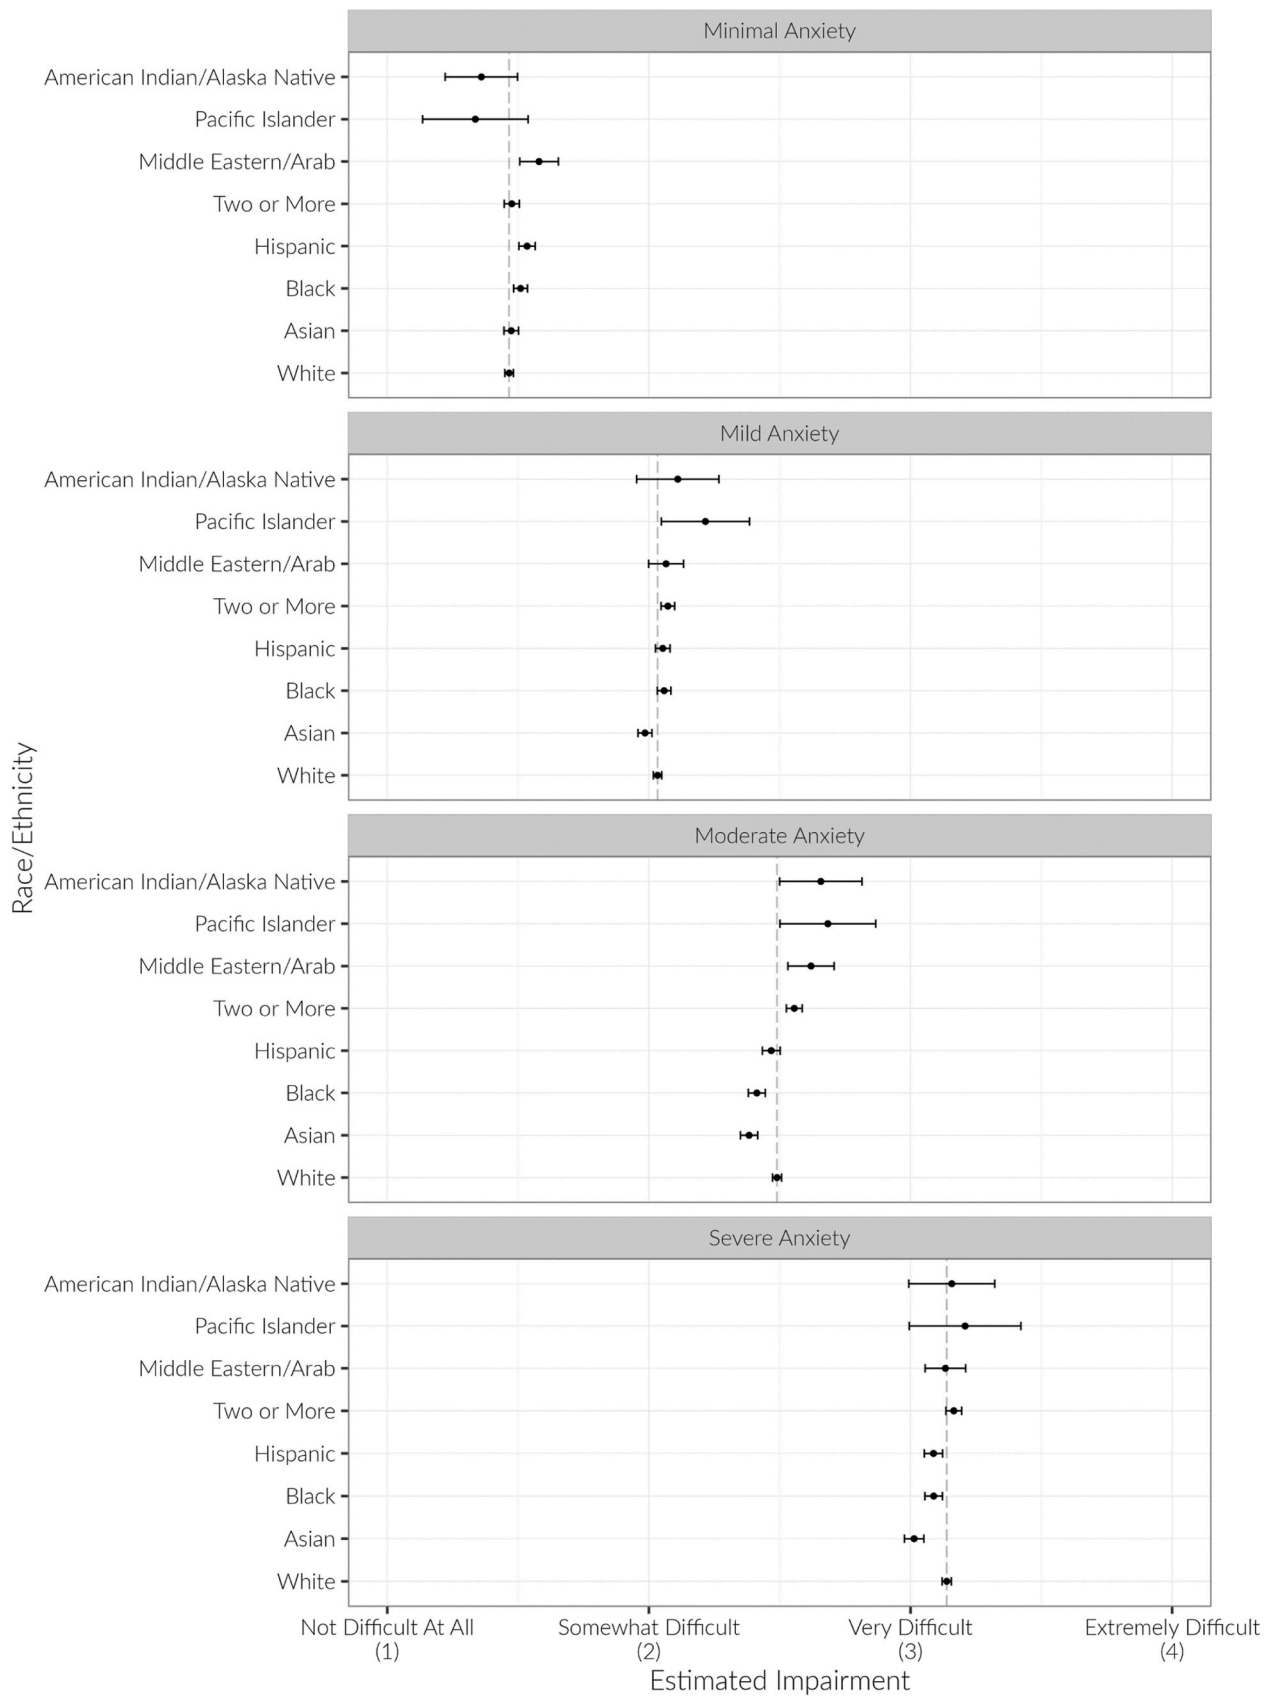 Minimal Anxiety
American Indian/Alaska Native
Pacific Islander
Middle Eastern/Arab
Two or More
Hispanic
Black
Asian
White
Mild Anxiety
American Indian/Alaska Native
Pacific Islander
Middle Eastern/Arab
Two or More
Hispanic
Black
Asian
White
Race/Ethnicity
Moderate Anxiety
American Indian/Alaska Native
Pacific Islander
Middle Eastern/Arab
Two or More
Hispanic
Black
Asian
White
Severe Anxiety
American Indian/Alaska Native
Pacific Islander
Middle Eastern/Arab
Two or More
Hispanic
Black
Asian
White
Not Difficult At All Somewhat Difficult Very Difficult Extremely Difficult
(1) (2) (3) (4)
Estimated Impairment